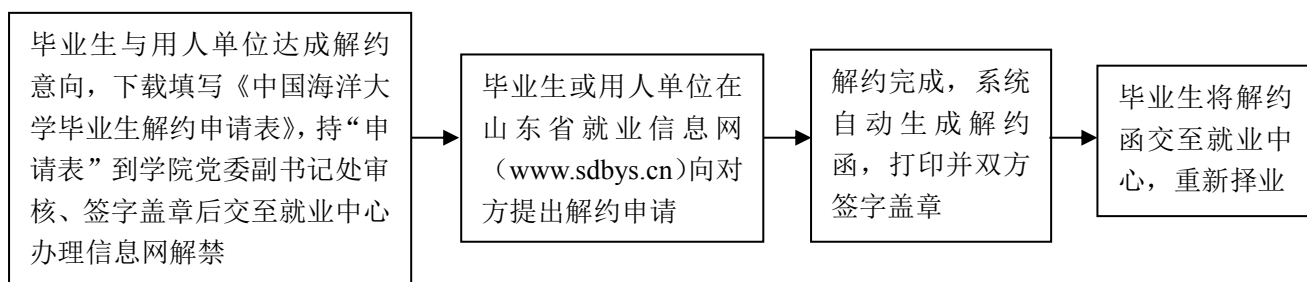 毕业生与用人单位达成解约
意向，下载填写《中国海洋大
学毕业生解约申请表》，持“申
请表”到学院党委副书记处审
核、签字盖章后交至就业中心
办理信息网解禁
毕业生或用人单位在
山东省就业信息网
（www.sdbys.cn）向对
方提出解约申请
解约完成，系统
自动生成解约
函，打印并双方
签字盖章
毕业生将解约
函交至就业中
心，重新择业